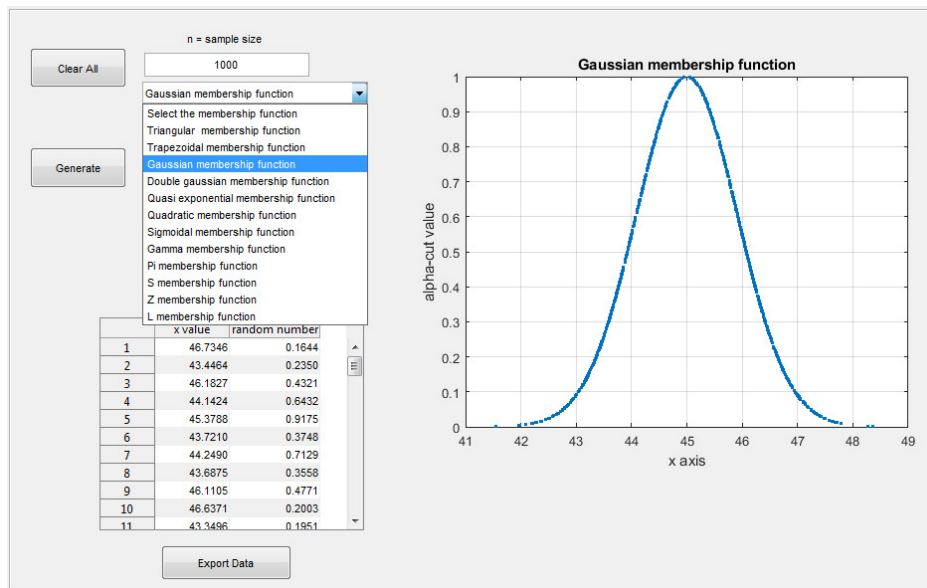 n = sample size
Clear All
1000
Gaussian membership function
Select the membership function
Triangular membership function
Trapezoidal membership function
Gaussian membership function
Double gaussian membership function
Quasi exponential membership function
Quadratic membership function
Sigmoidal membership function
Gamma membership function
Pi membership function
S membership function
Z membership function
L membership function
Generate
x value random number
1 46.7346 0.1644
2 43.4464 0.2350
3 46.1827 0.4321
4 44.1424 0.6432
5 45.3788 0.9175
6 43.7210 0.3748
7 44.2490 0.7129
8 43.6875 0.3558
9 46.1105 0.4771
10 46.6371 0.2003
11 43.3496 0.1951
Export Data
Gaussian membership function
alpha-cut value
1
0.9
0.8
0.7
0.6
0.5
0.4
0.3
0.2
0.1
0
41 42 43 44 45 46 47 48 49
x axis